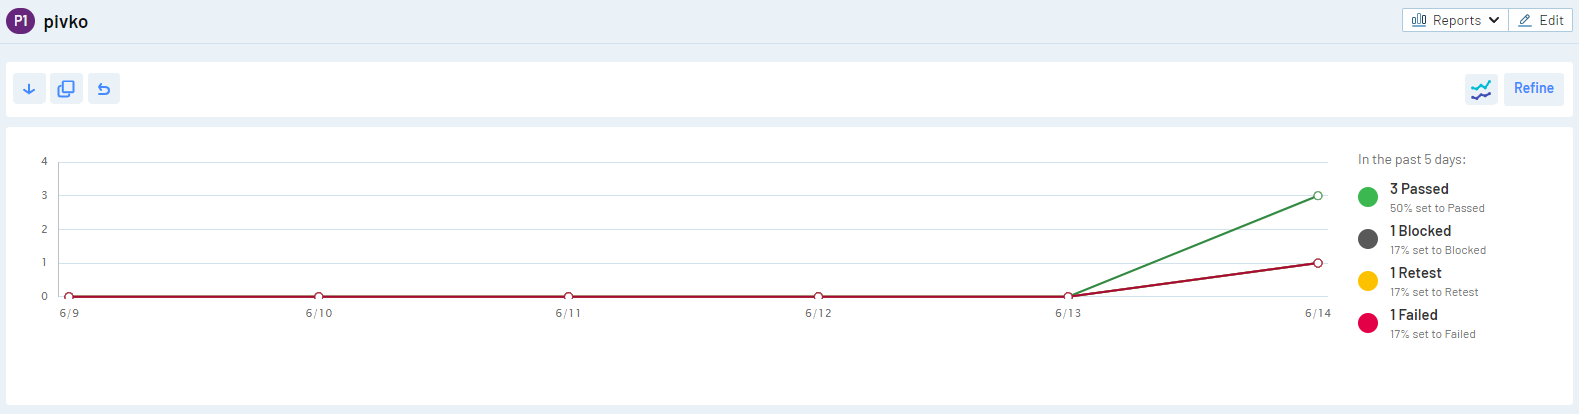 P1 pivko
Reports
Edit
Refine
4
3
2
1
0
6/9
6/10
6/11
6/12
6/13
6/14
In the past 5 days:
3 Passed
50% set to Passed
1 Blocked
17% set to Blocked
1 Retest
17% set to Retest
1 Failed
17% set to Failed